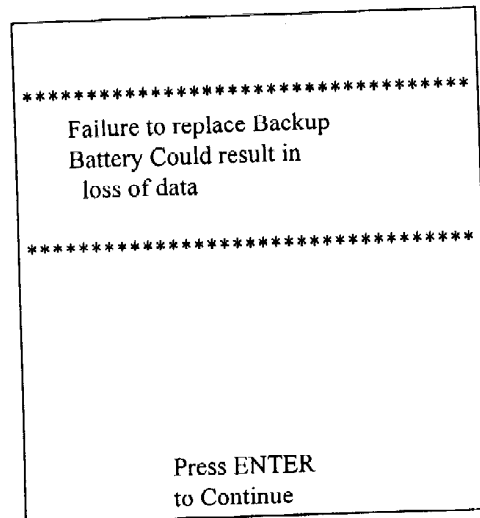 **********************************
Failure to replace Backup
Battery Could result in
loss of data
**********************************
Press ENTER
to Continue